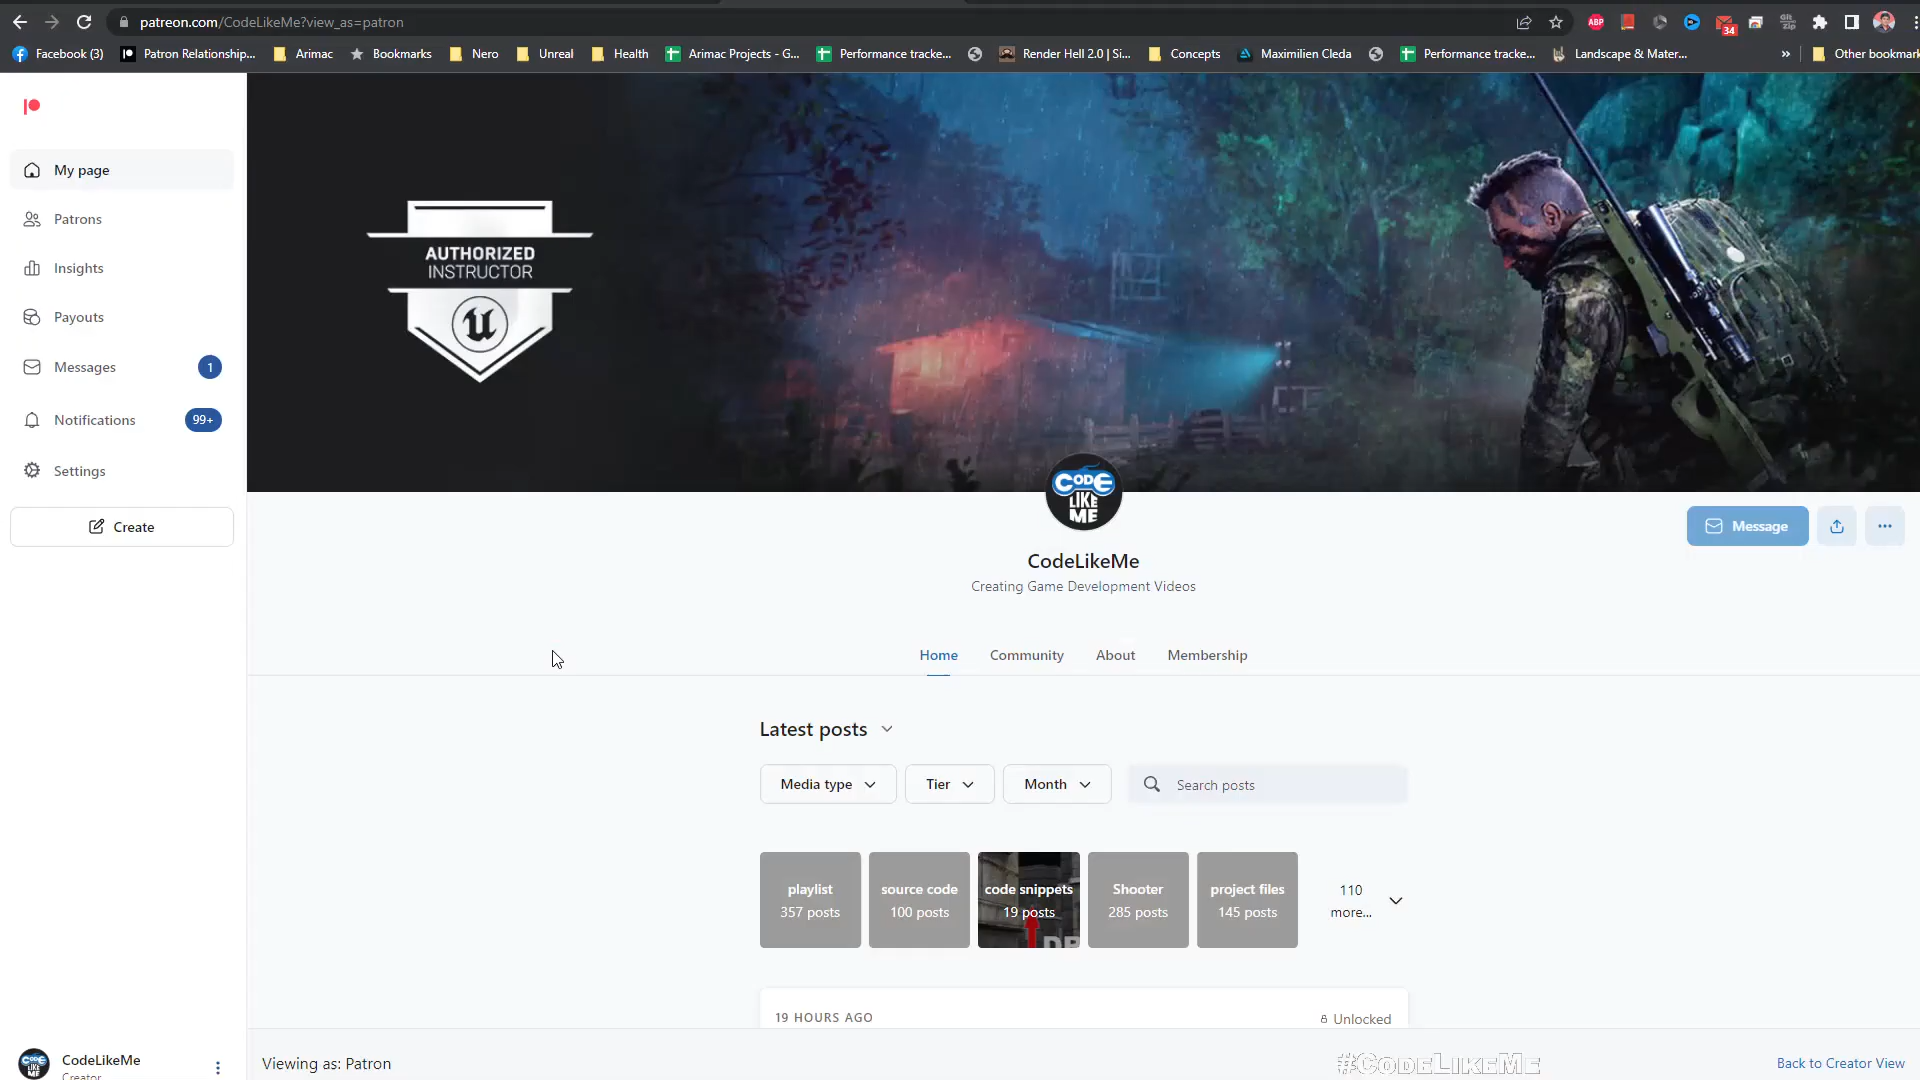 patreon.com/CodeLikeMe?view_as=patron
ABP
34
Facebook (3)
Patron Relationship...
Arimac
Bookmarks
Nero
Unreal
Health
Arimac Projects - G...
Performance tracke...
Render Hell 2.0 | Si...
Concepts
Maximilien Cleda
Performance tracke...
Landscape & Mater...
»
Other bookmark
My page
Patrons
Insights
Payouts
Messages
1
Notifications
99+
Settings
Create
AUTHORIZED
INSTRUCTOR
CODE
LIKE
ME
Message
CodeLikeMe
Creating Game Development Videos
Home
Community
About
Membership
Latest posts
Media type
Tier
Month
Search posts
playlist
357 posts
source code
100 posts
code snippets
19 posts
Shooter
285 posts
project files
145 posts
110
more...
19 HOURS AGO
Unlocked
CodeLikeMe
Creator
Viewing as: Patron
#CodeLikeMe
Back to Creator View